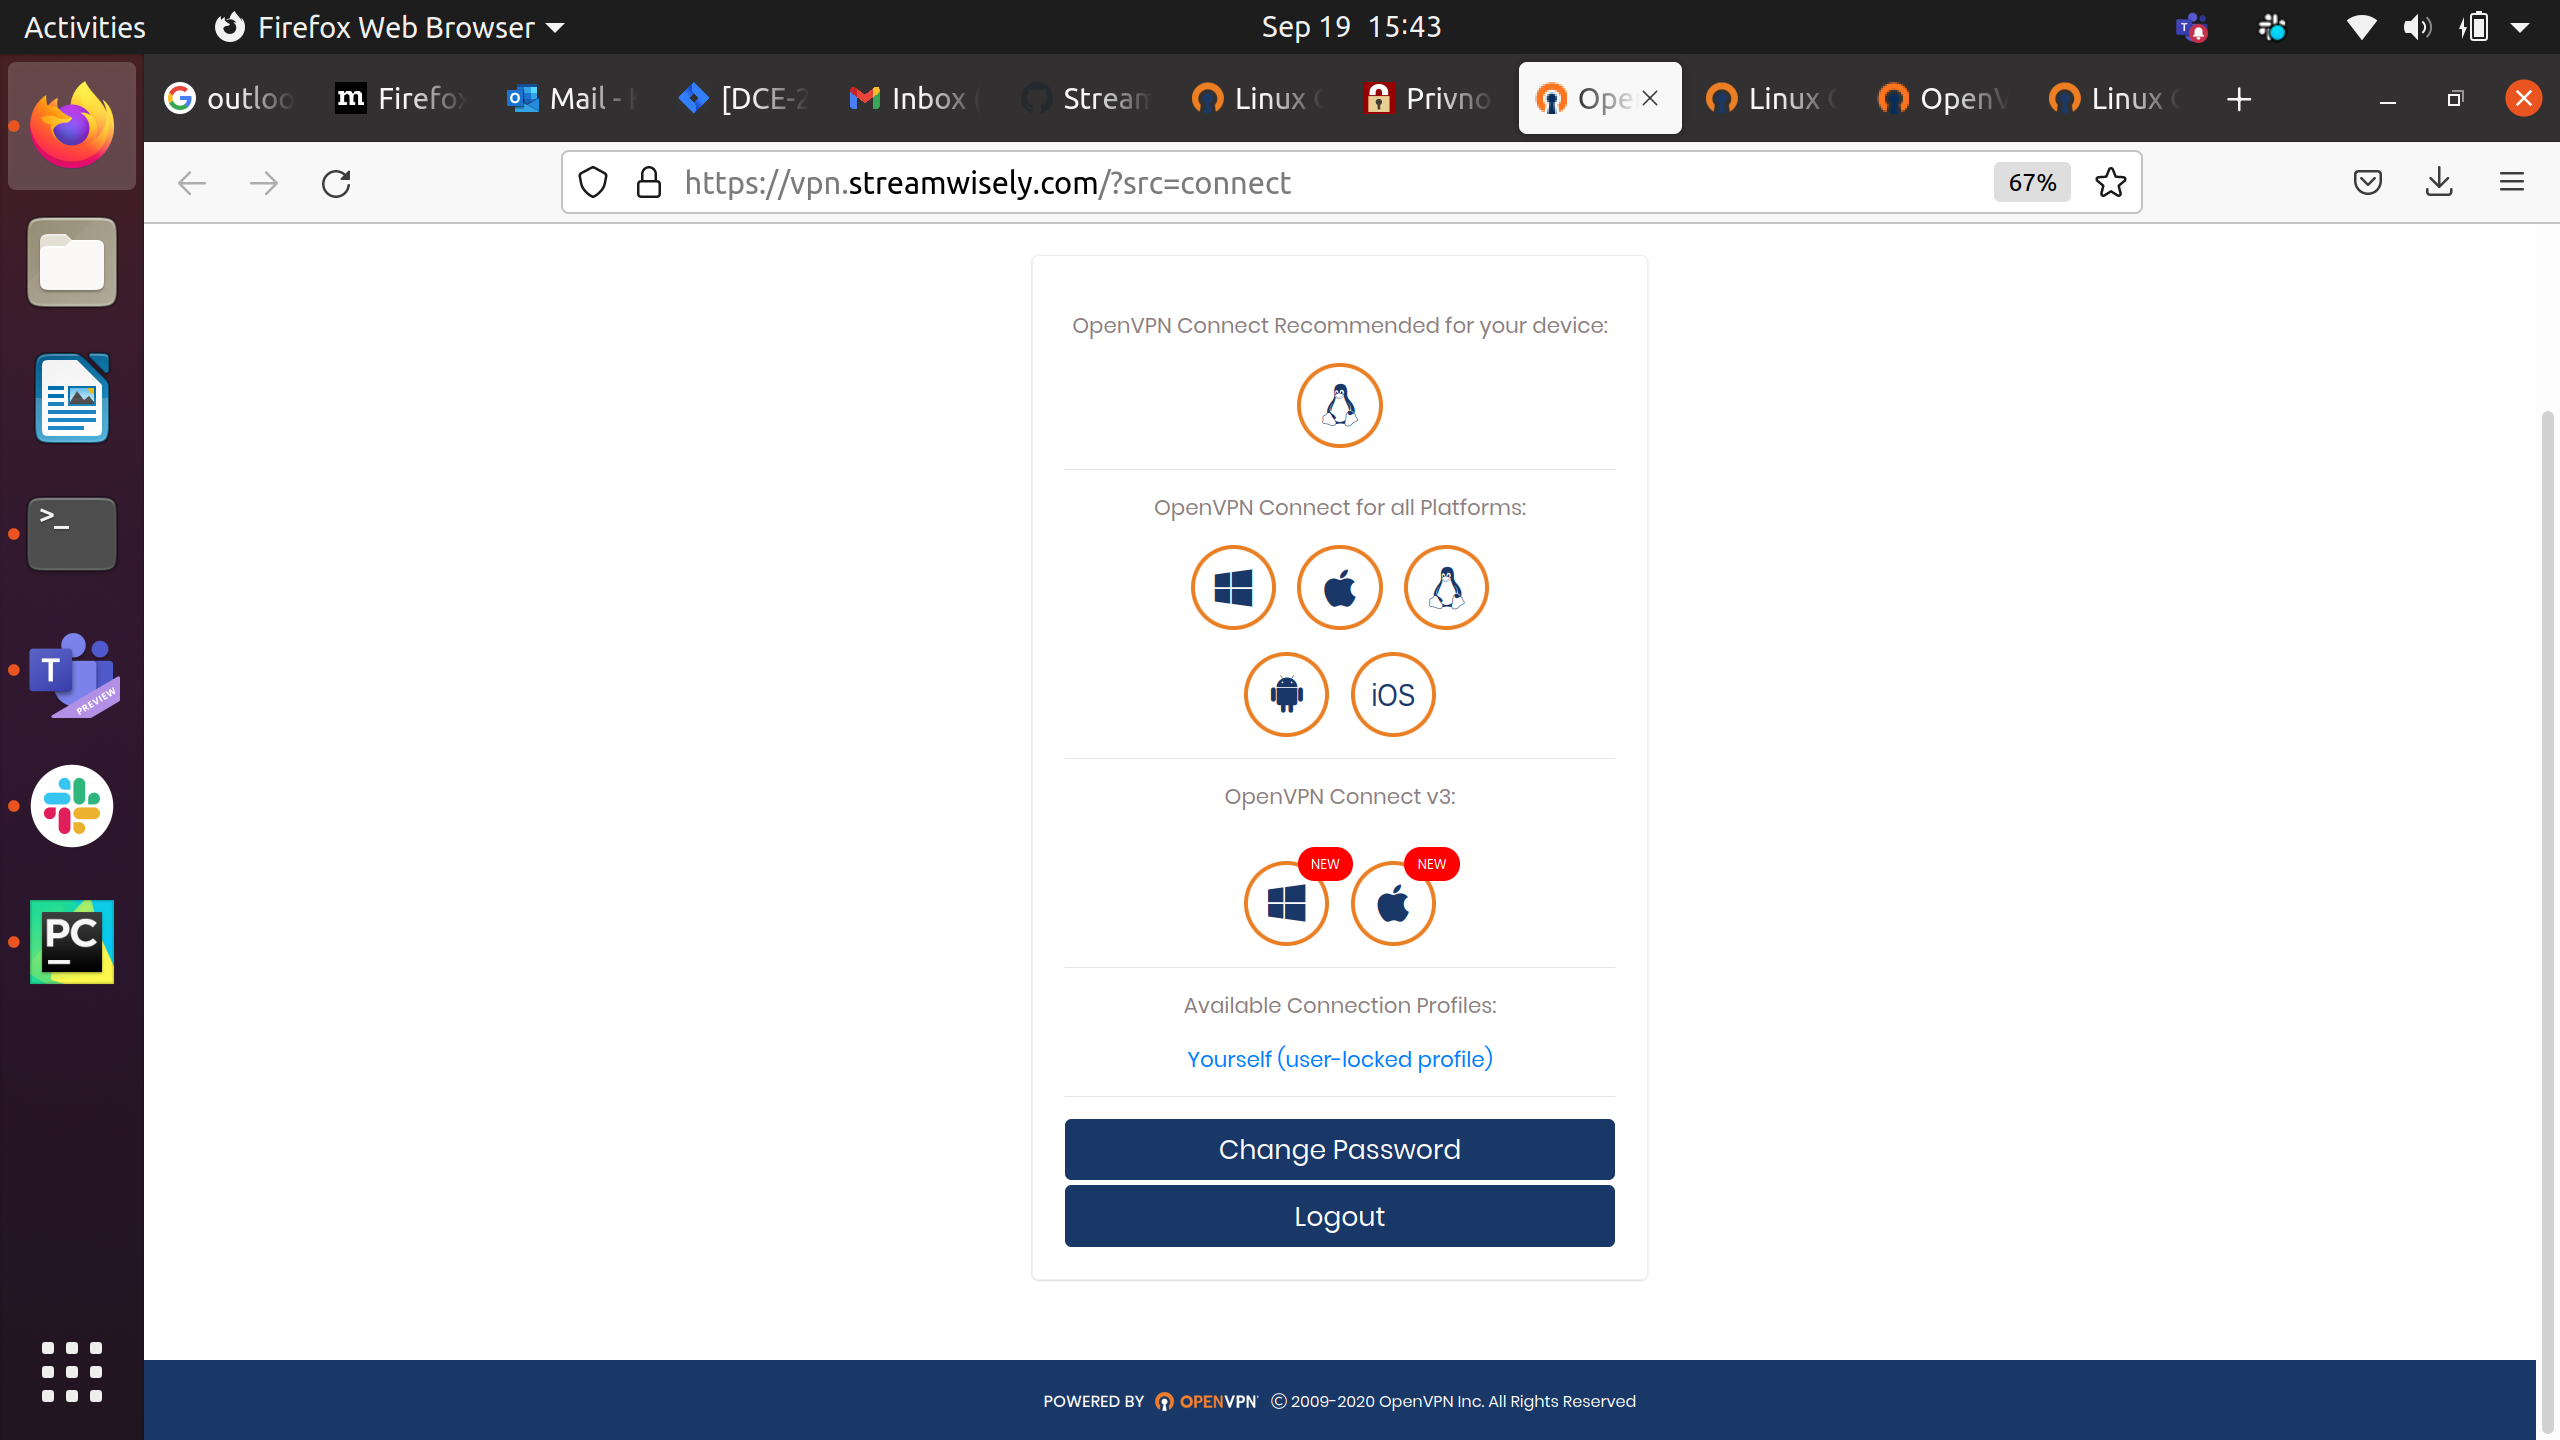 Activities
Firefox Web Browser
Sep 19 15:43
outloo
Firefox
Mail -
[DCE-2
Inbox
Stream
Linux
Privno
Ope
Linux
OpenV
Linux
https://vpn.streamwisely.com/?src=connect
67%
OpenVPN Connect Recommended for your device:
OpenVPN Connect for all Platforms:
iOS
OpenVPN Connect v3:
NEW
NEW
Available Connection Profiles:
Yourself (user-locked profile)
Change Password
Logout
POWERED BY OPENVPN © 2009-2020 OpenVPN Inc. All Rights Reserved
>_
T
PREVIEW
PC